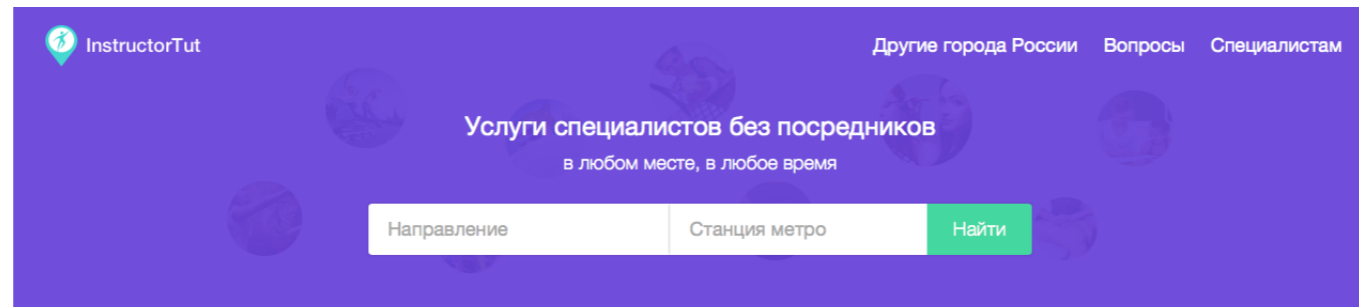 InstructorTut
Другие города России Вопросы Специалистам
Услуги специалистов без посредников
в любом месте, в любое время
Направление Станция метро Найти